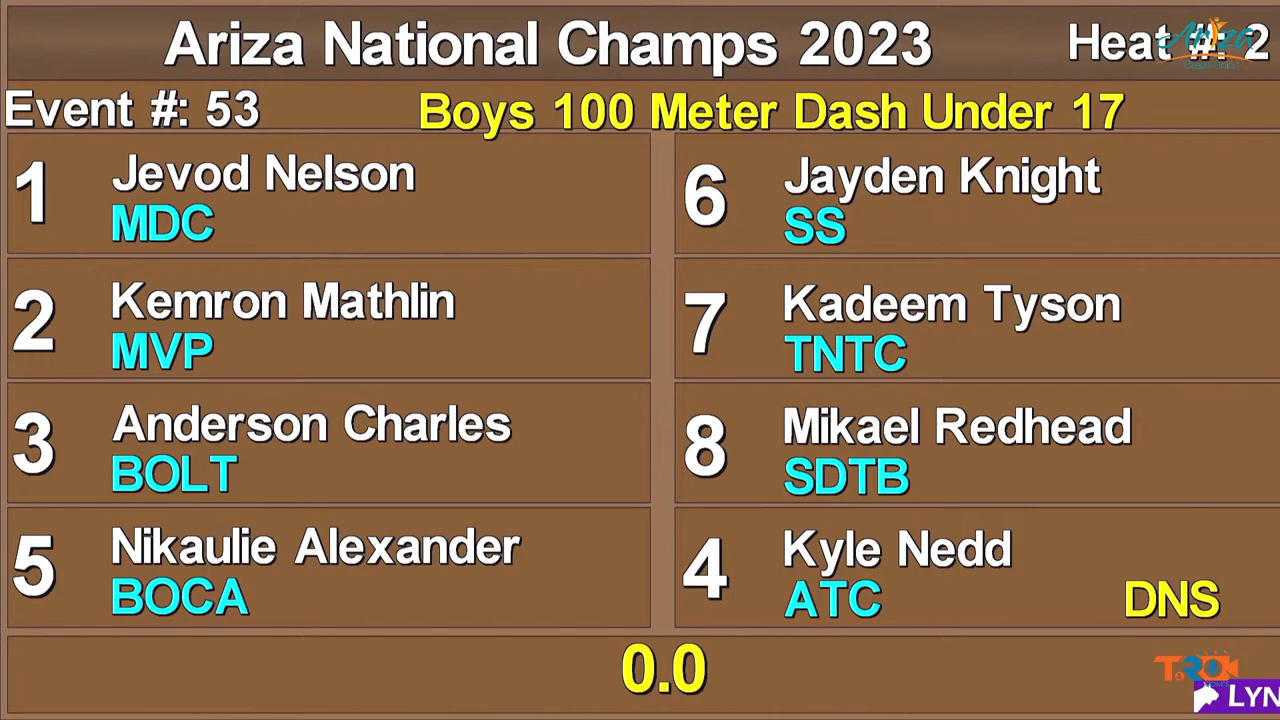 Ariza National Champs 2023
Heat #: 2
Event #: 53
Boys 100 Meter Dash Under 17
1 Jevod Nelson
MDC
2 Kemron Mathlin
MVP
3 Anderson Charles
BOLT
5 Nikaulie Alexander
BOCA
6 Jayden Knight
SS
7 Kadeem Tyson
TNTC
8 Mikael Redhead
SDTB
4 Kyle Nedd
ATC DNS
0.0
Ariza
LYN